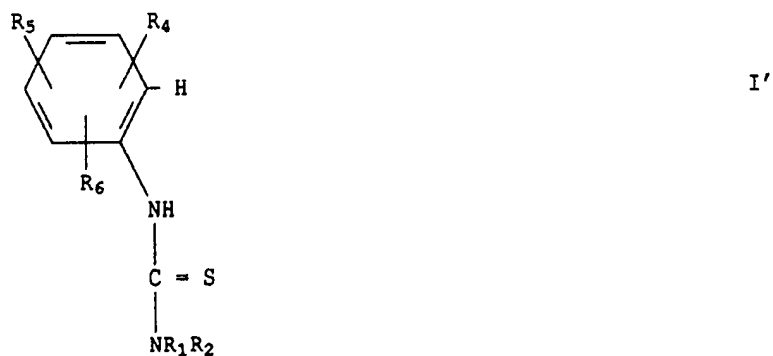 R₅ R₄
H I'
R₆
NH
C = S
NR₁R₂